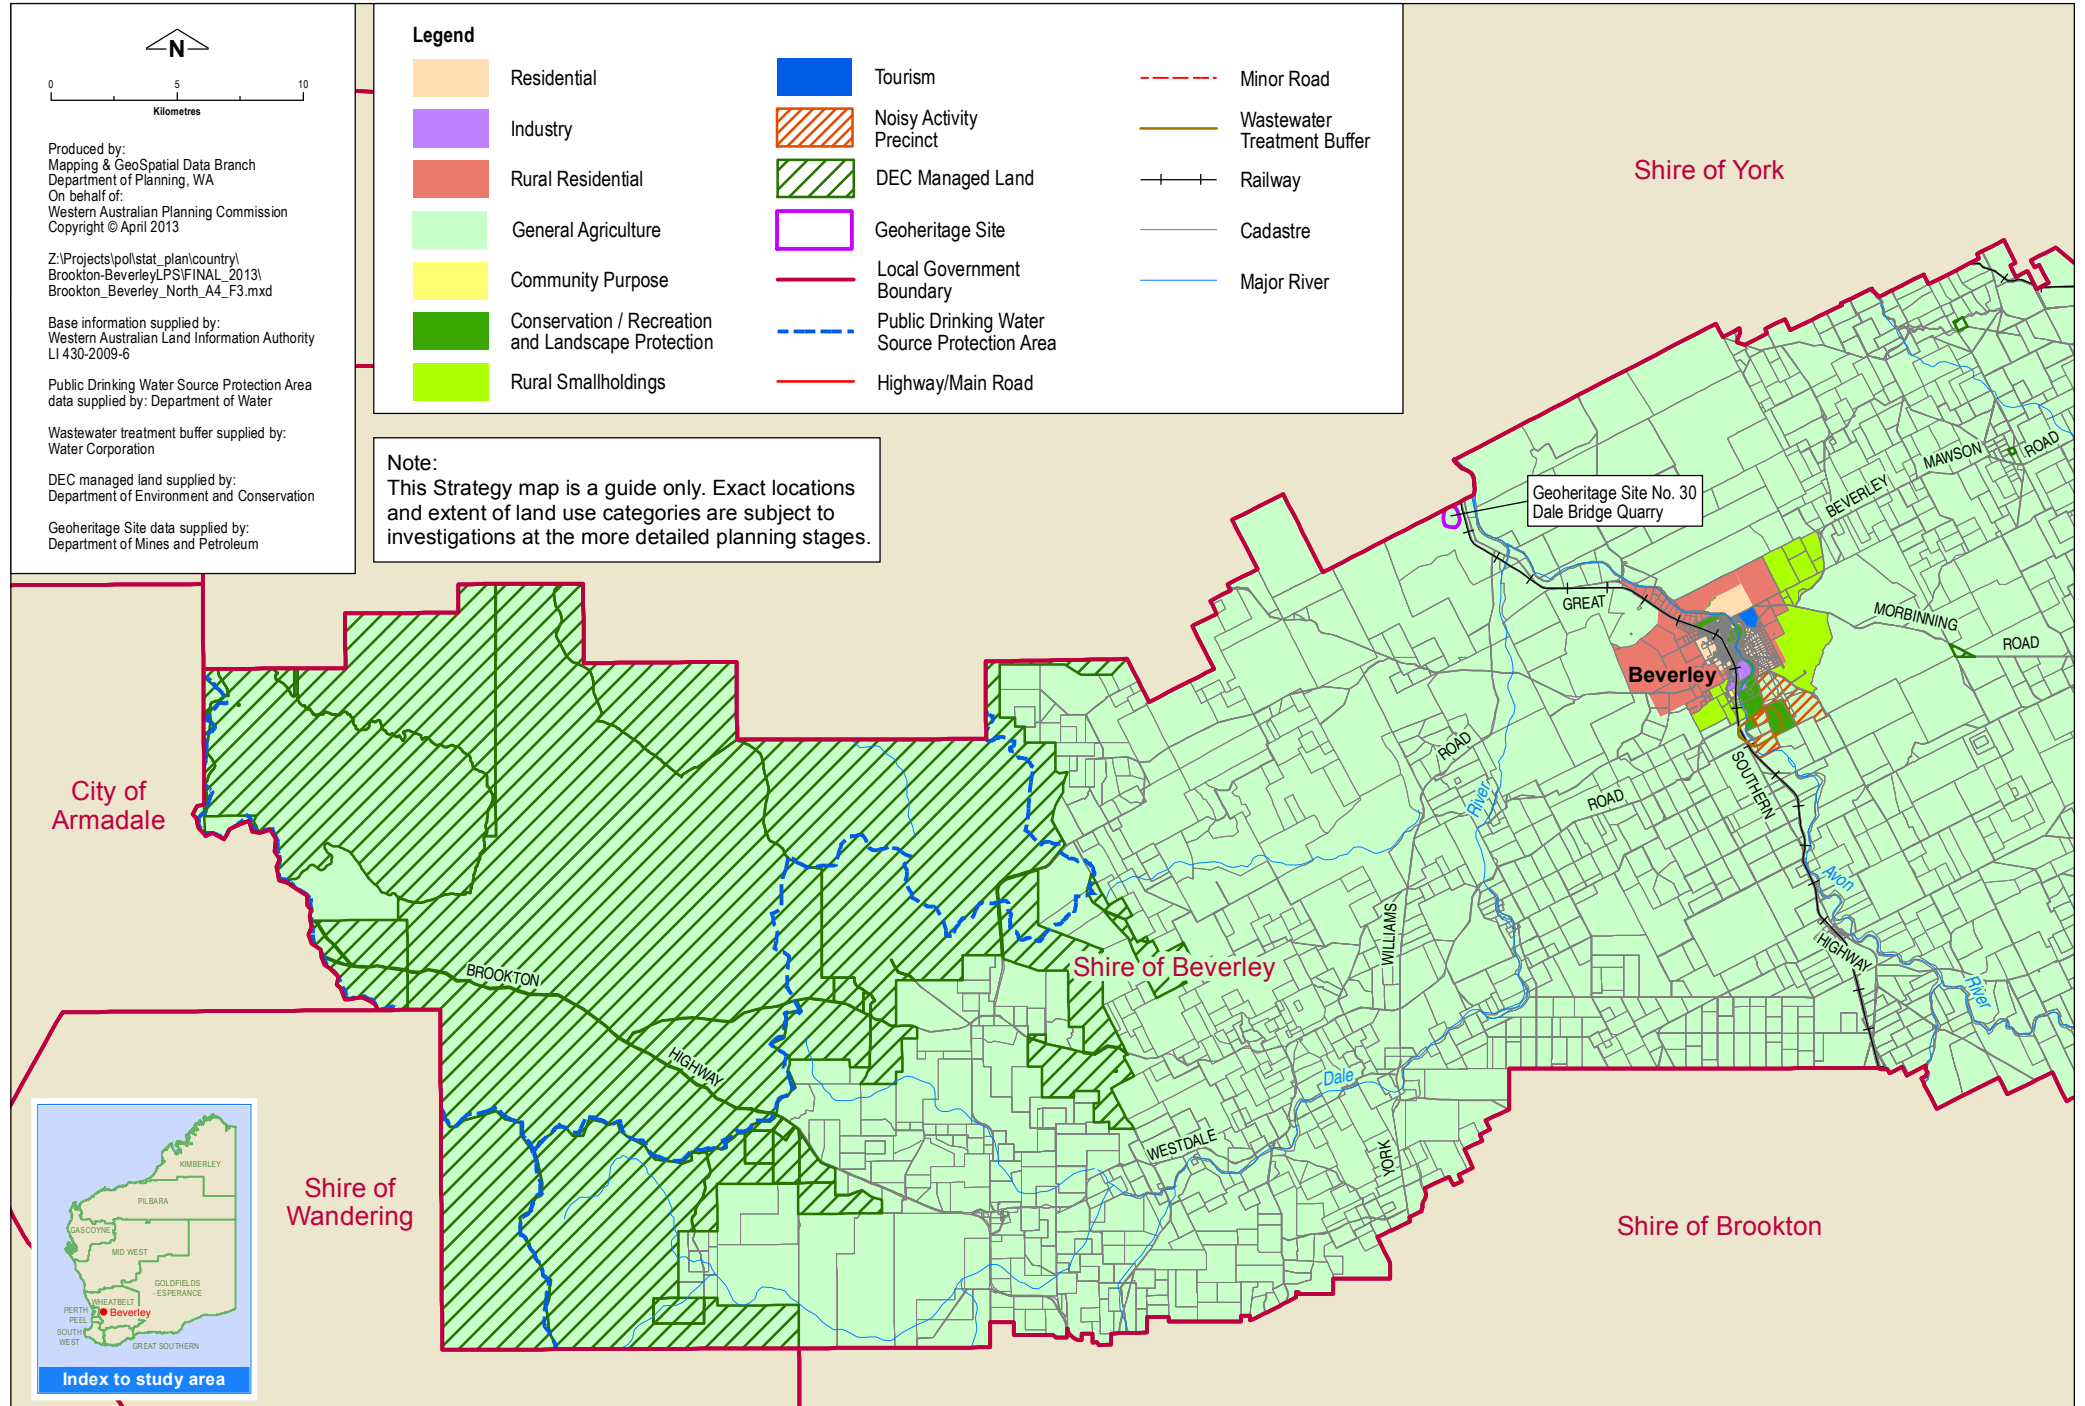 N
0 5 10
Kilometres
Produced by:
Mapping & GeoSpatial Data Branch
Department of Planning, WA
On behalf of:
Western Australian Planning Commission
Copyright © April 2013
Z:\Projects\pol\stat_plan\country\
Brookton-BeverleyLPS\FINAL_2013\
Brookton_Beverley_North_A4_F3.mxd
Base information supplied by:
Western Australian Land Information Authority
LI 430-2009-6
Public Drinking Water Source Protection Area
data supplied by: Department of Water
Wastewater treatment buffer supplied by:
Water Corporation
DEC managed land supplied by:
Department of Environment and Conservation
Geoheritage Site data supplied by:
Department of Mines and Petroleum
Legend
Residential
Industry
Rural Residential
General Agriculture
Community Purpose
Conservation / Recreation
and Landscape Protection
Rural Smallholdings
Tourism
Noisy Activity
Precinct
DEC Managed Land
Geoheritage Site
Local Government
Boundary
Public Drinking Water
Source Protection Area
Highway/Main Road
Minor Road
Wastewater
Treatment Buffer
Railway
Cadastre
Major River
Note:
This Strategy map is a guide only. Exact locations
and extent of land use categories are subject to
investigations at the more detailed planning stages.
Shire of York
Geoheritage Site No. 30
Dale Bridge Quarry
BEVERLEY
MAWSON
ROAD
GREAT
MORBINNING
ROAD
Beverley
SOUTHERN
HIGHWAY
ROAD
River
ROAD
Avon
River
City of
Armadale
WILLIAMS
Shire of Beverley
BROOKTON
HIGHWAY
Dale
WESTDALE
YORK
Shire of
Wandering
Shire of Brookton
KIMBERLEY
PILBARA
GASCOYNE
MID WEST
GOLDFIELDS
- ESPERANCE
WHEATBELT
PERTH
Beverley
PEEL
SOUTH
WEST
GREAT SOUTHERN
Index to study area